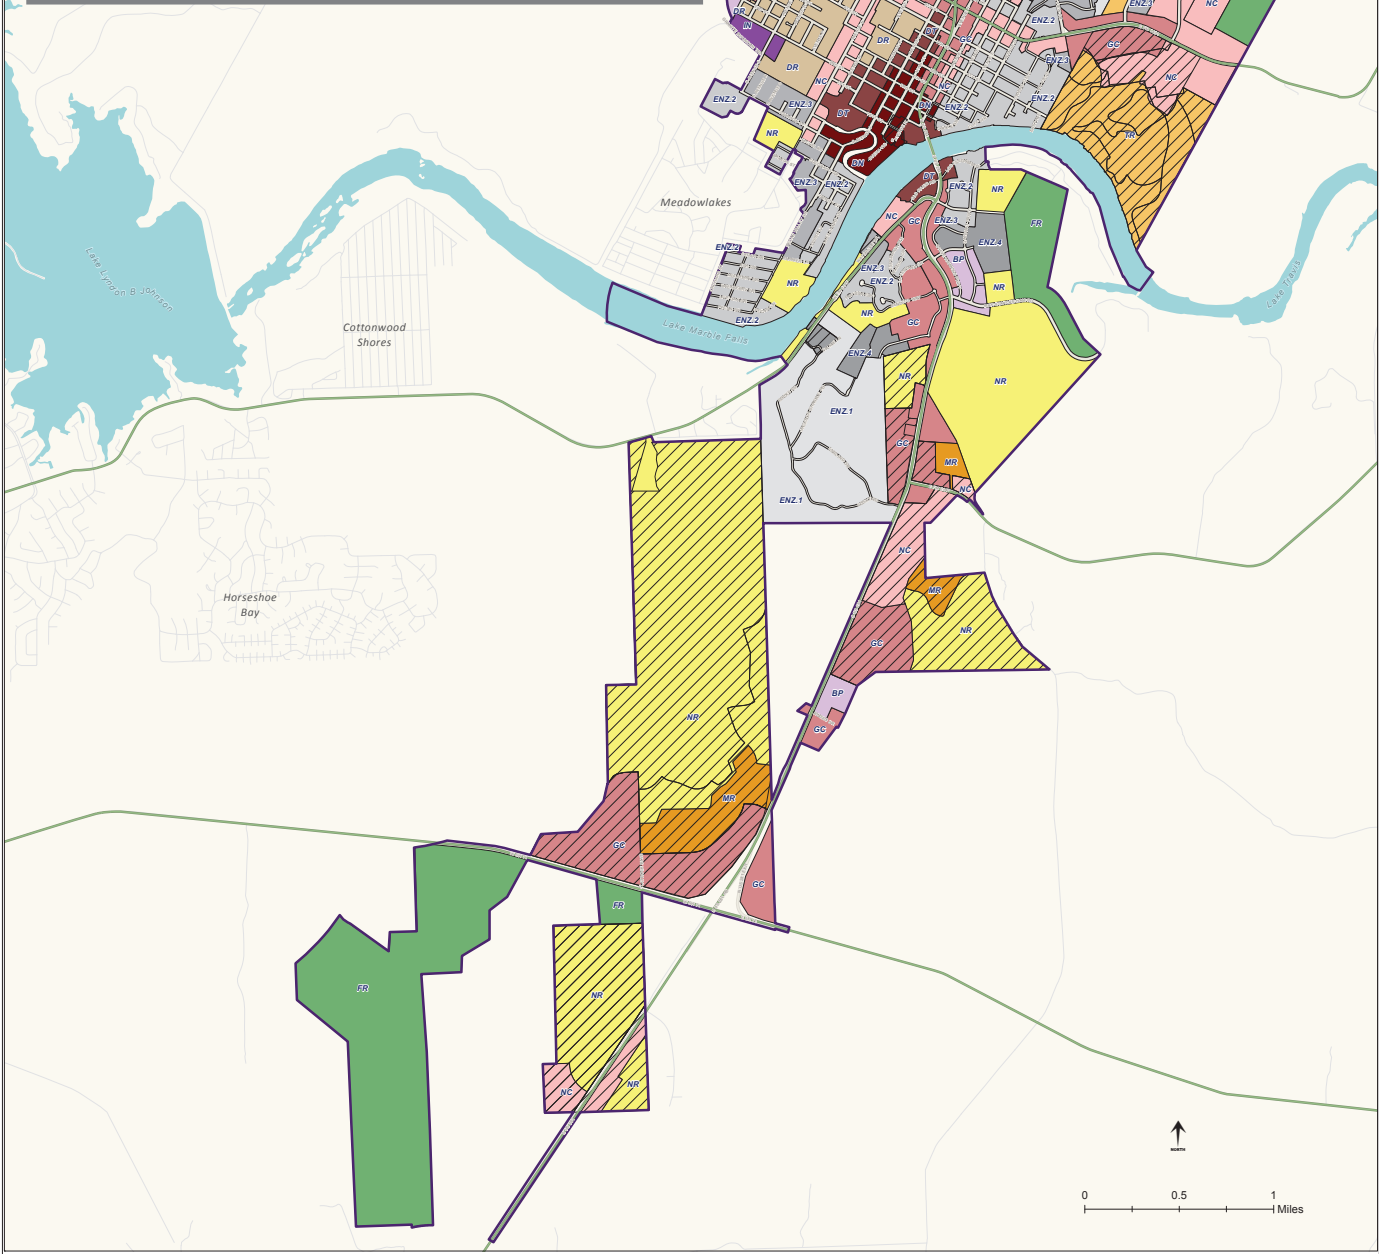 DR
IN
ENZ.2
ENZ.3
NC
DT
GC
DR
GC
ENZ.3
DR
NC
NC
NC
ENZ.2
ENZ.3
DT
DN
ENZ.2
ENZ.2
NR
TR
DN
ENZ.3
ENZ.2
DT
ENZ.2
NR
Meadowlakes
NC
GC
ENZ.3
FR
ENZ.2
ENZ.4
BP
Lake Lyndon B Johnson
ENZ.3
ENZ.2
NR
NR
Lake Travis
NR
GC
ENZ.2
Lake Marble Falls
Cottonwood
Shores
ENZ.4
NR
NR
ENZ.1
GC
MR
NC
ENZ.1
NC
MR
Horseshoe
Bay
NR
GC
BP
NR
GC
MR
GC
GC
FR
FR
NR
NR
NC
NORTH
0 0.5 1
Miles